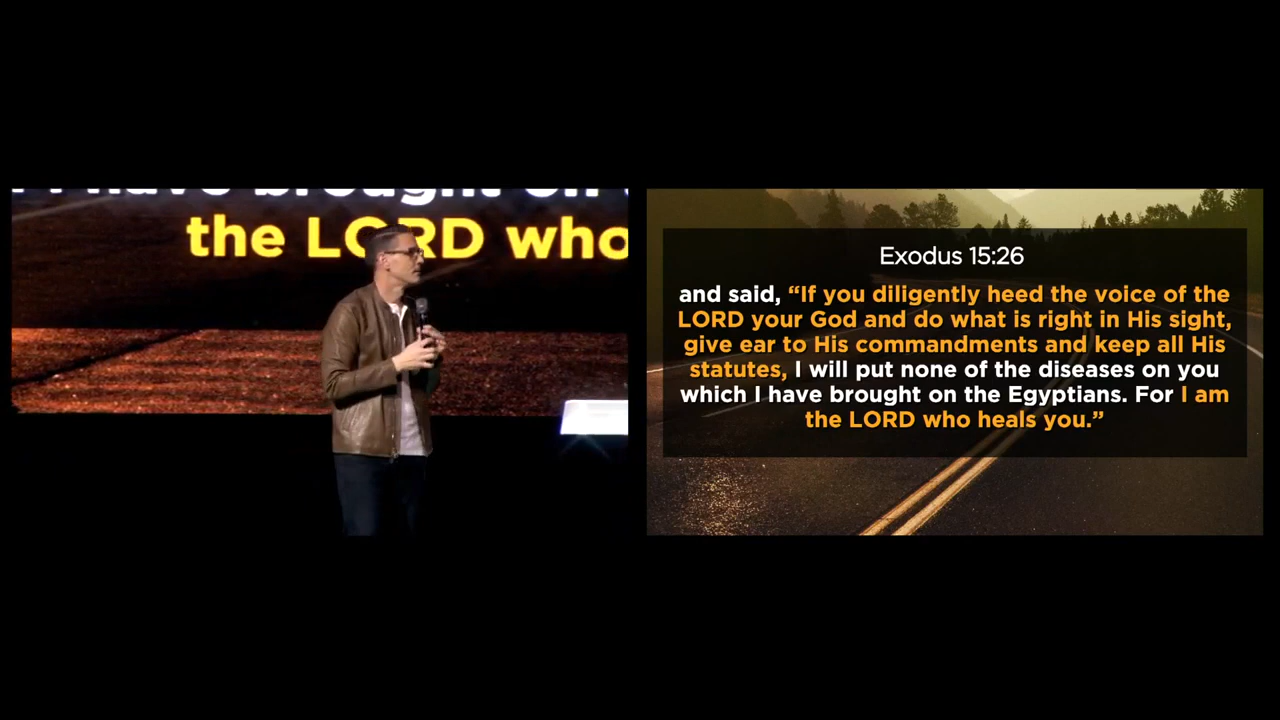 I have brought on
the LORD who
Exodus 15:26
and said, “If you diligently heed the voice of the
LORD your God and do what is right in His sight,
give ear to His commandments and keep all His
statutes, I will put none of the diseases on you
which I have brought on the Egyptians. For I am
the LORD who heals you.”